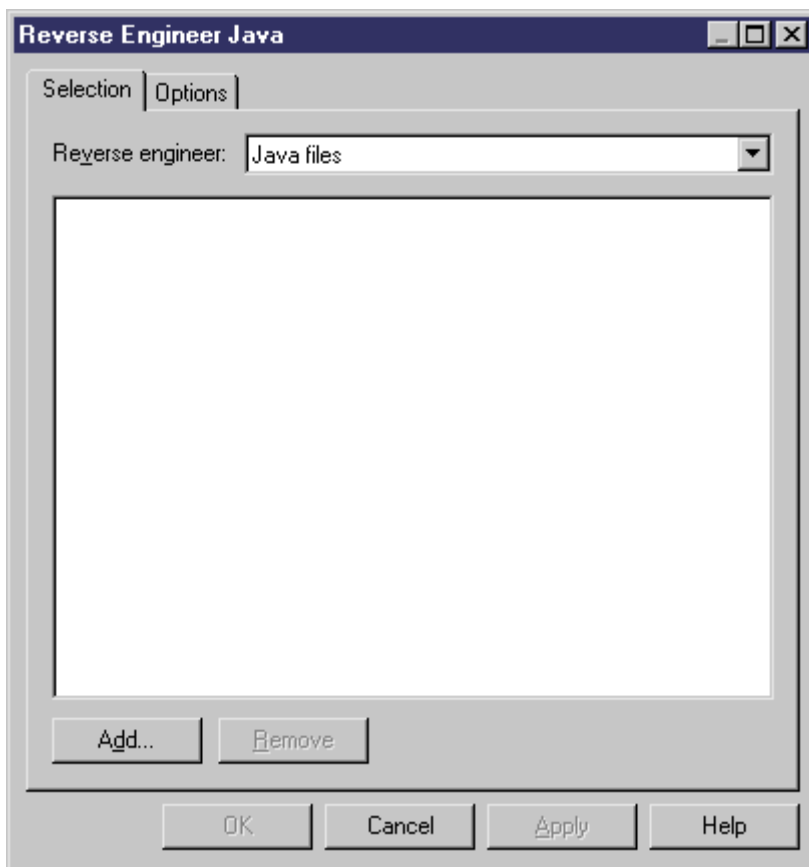 Reverse Engineer Java
Selection Options
Reverse engineer: Java files
Add... Remove
OK Cancel Apply Help